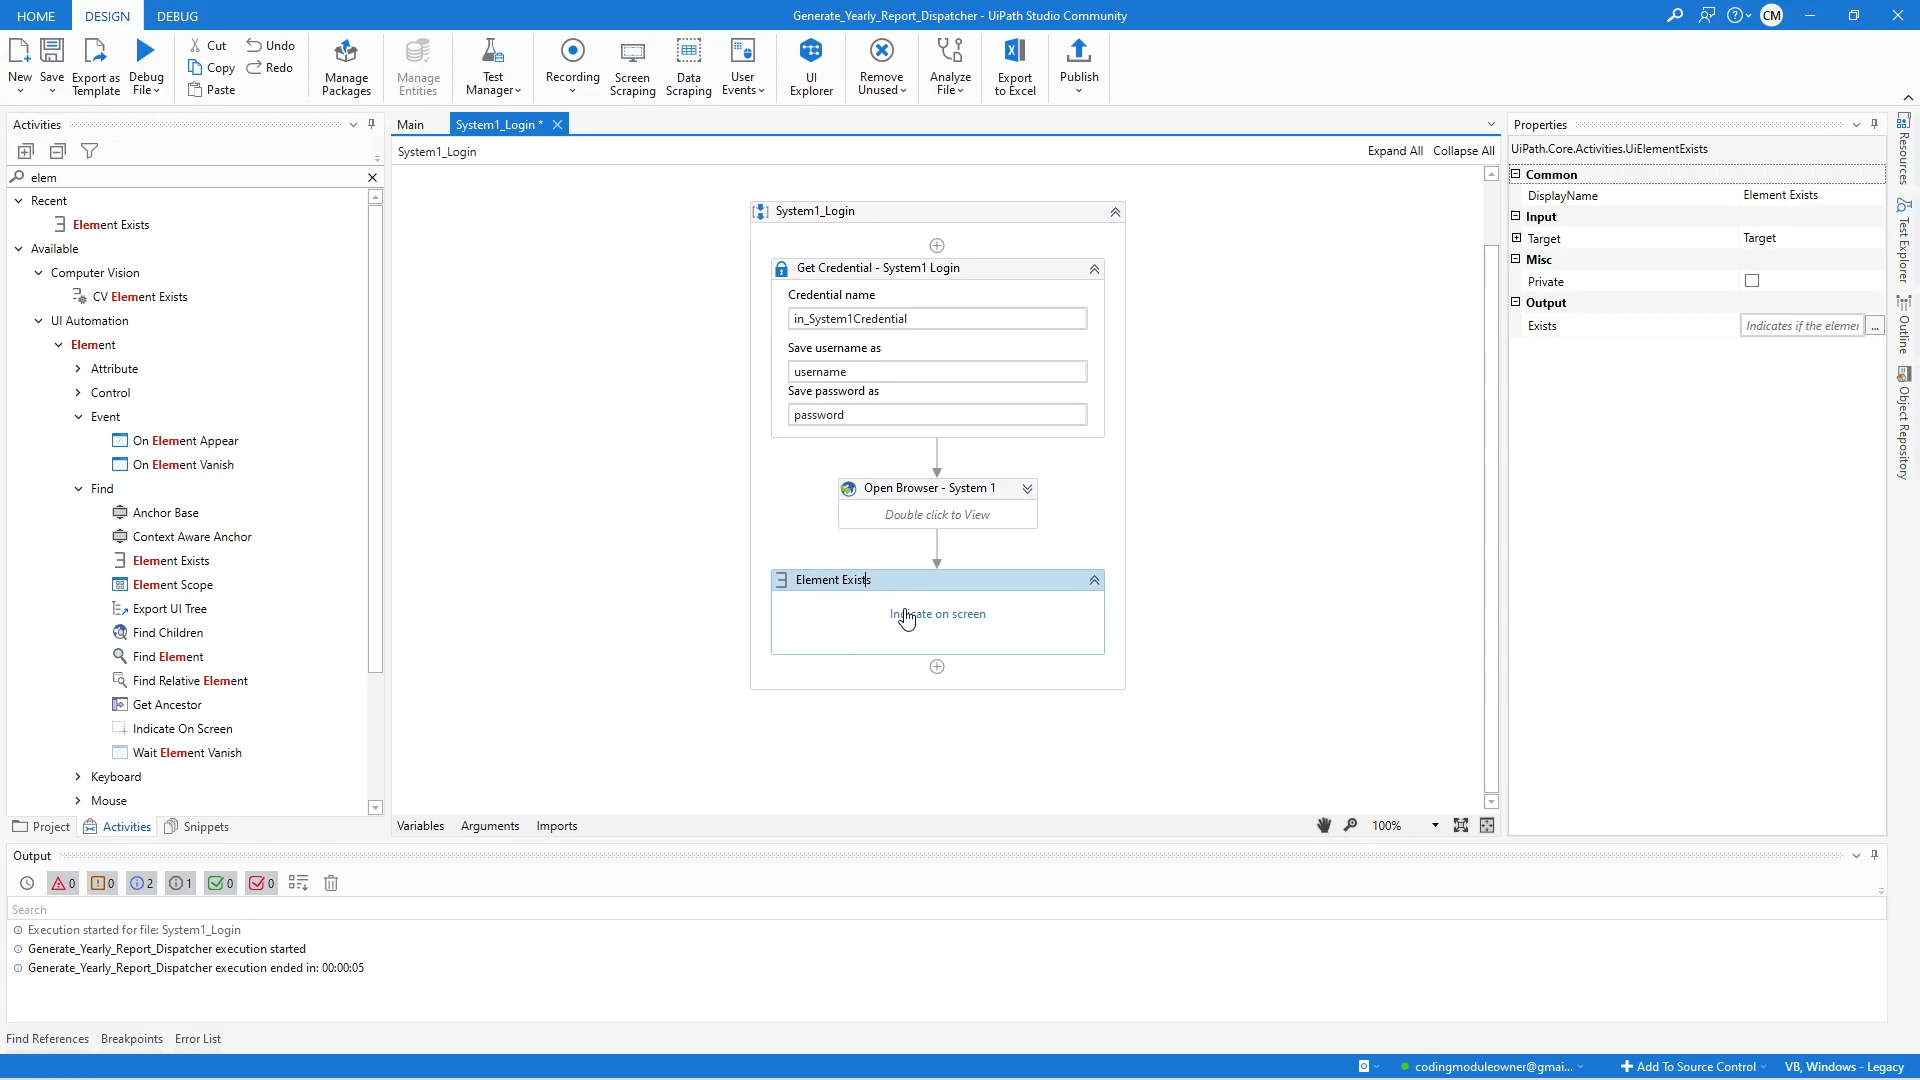 HOME
DESIGN
DEBUG
Generate_Yearly_Report_Dispatcher - UiPath Studio Community
CM
New
Save
Export as Template
Debug File
Cut
Copy
Paste
Undo
Redo
Manage Packages
Manage Entities
Test Manager
Recording
Screen Scraping
Data Scraping
User Events
UI Explorer
Remove Unused
Analyze File
Export to Excel
Publish
Activities
elem
Recent
Element Exists
Available
Computer Vision
CV Element Exists
UI Automation
Element
Attribute
Control
Event
On Element Appear
On Element Vanish
Find
Anchor Base
Context Aware Anchor
Element Exists
Element Scope
Export UI Tree
Find Children
Find Element
Find Relative Element
Get Ancestor
Indicate On Screen
Wait Element Vanish
Keyboard
Mouse
Project
Activities
Snippets
Main
System1_Login *
System1_Login
Expand All
Collapse All
System1_Login
Get Credential - System1 Login
Credential name
in_System1Credential
Save username as
username
Save password as
password
Open Browser - System 1
Double click to View
Element Exists
Indicate on screen
Variables
Arguments
Imports
100%
Properties
UiPath.Core.Activities.UiElementExists
Common
DisplayName
Element Exists
Input
Target
Target
Misc
Private
Output
Exists
Indicates if the elemer
...
Resources
Test Explorer
Outline
Object Repository
Output
0
0
2
1
0
0
Search
Execution started for file: System1_Login
Generate_Yearly_Report_Dispatcher execution started
Generate_Yearly_Report_Dispatcher execution ended in: 00:00:05
Find References
Breakpoints
Error List
codingmoduleowner@gmai...
Add To Source Control
VB, Windows - Legacy